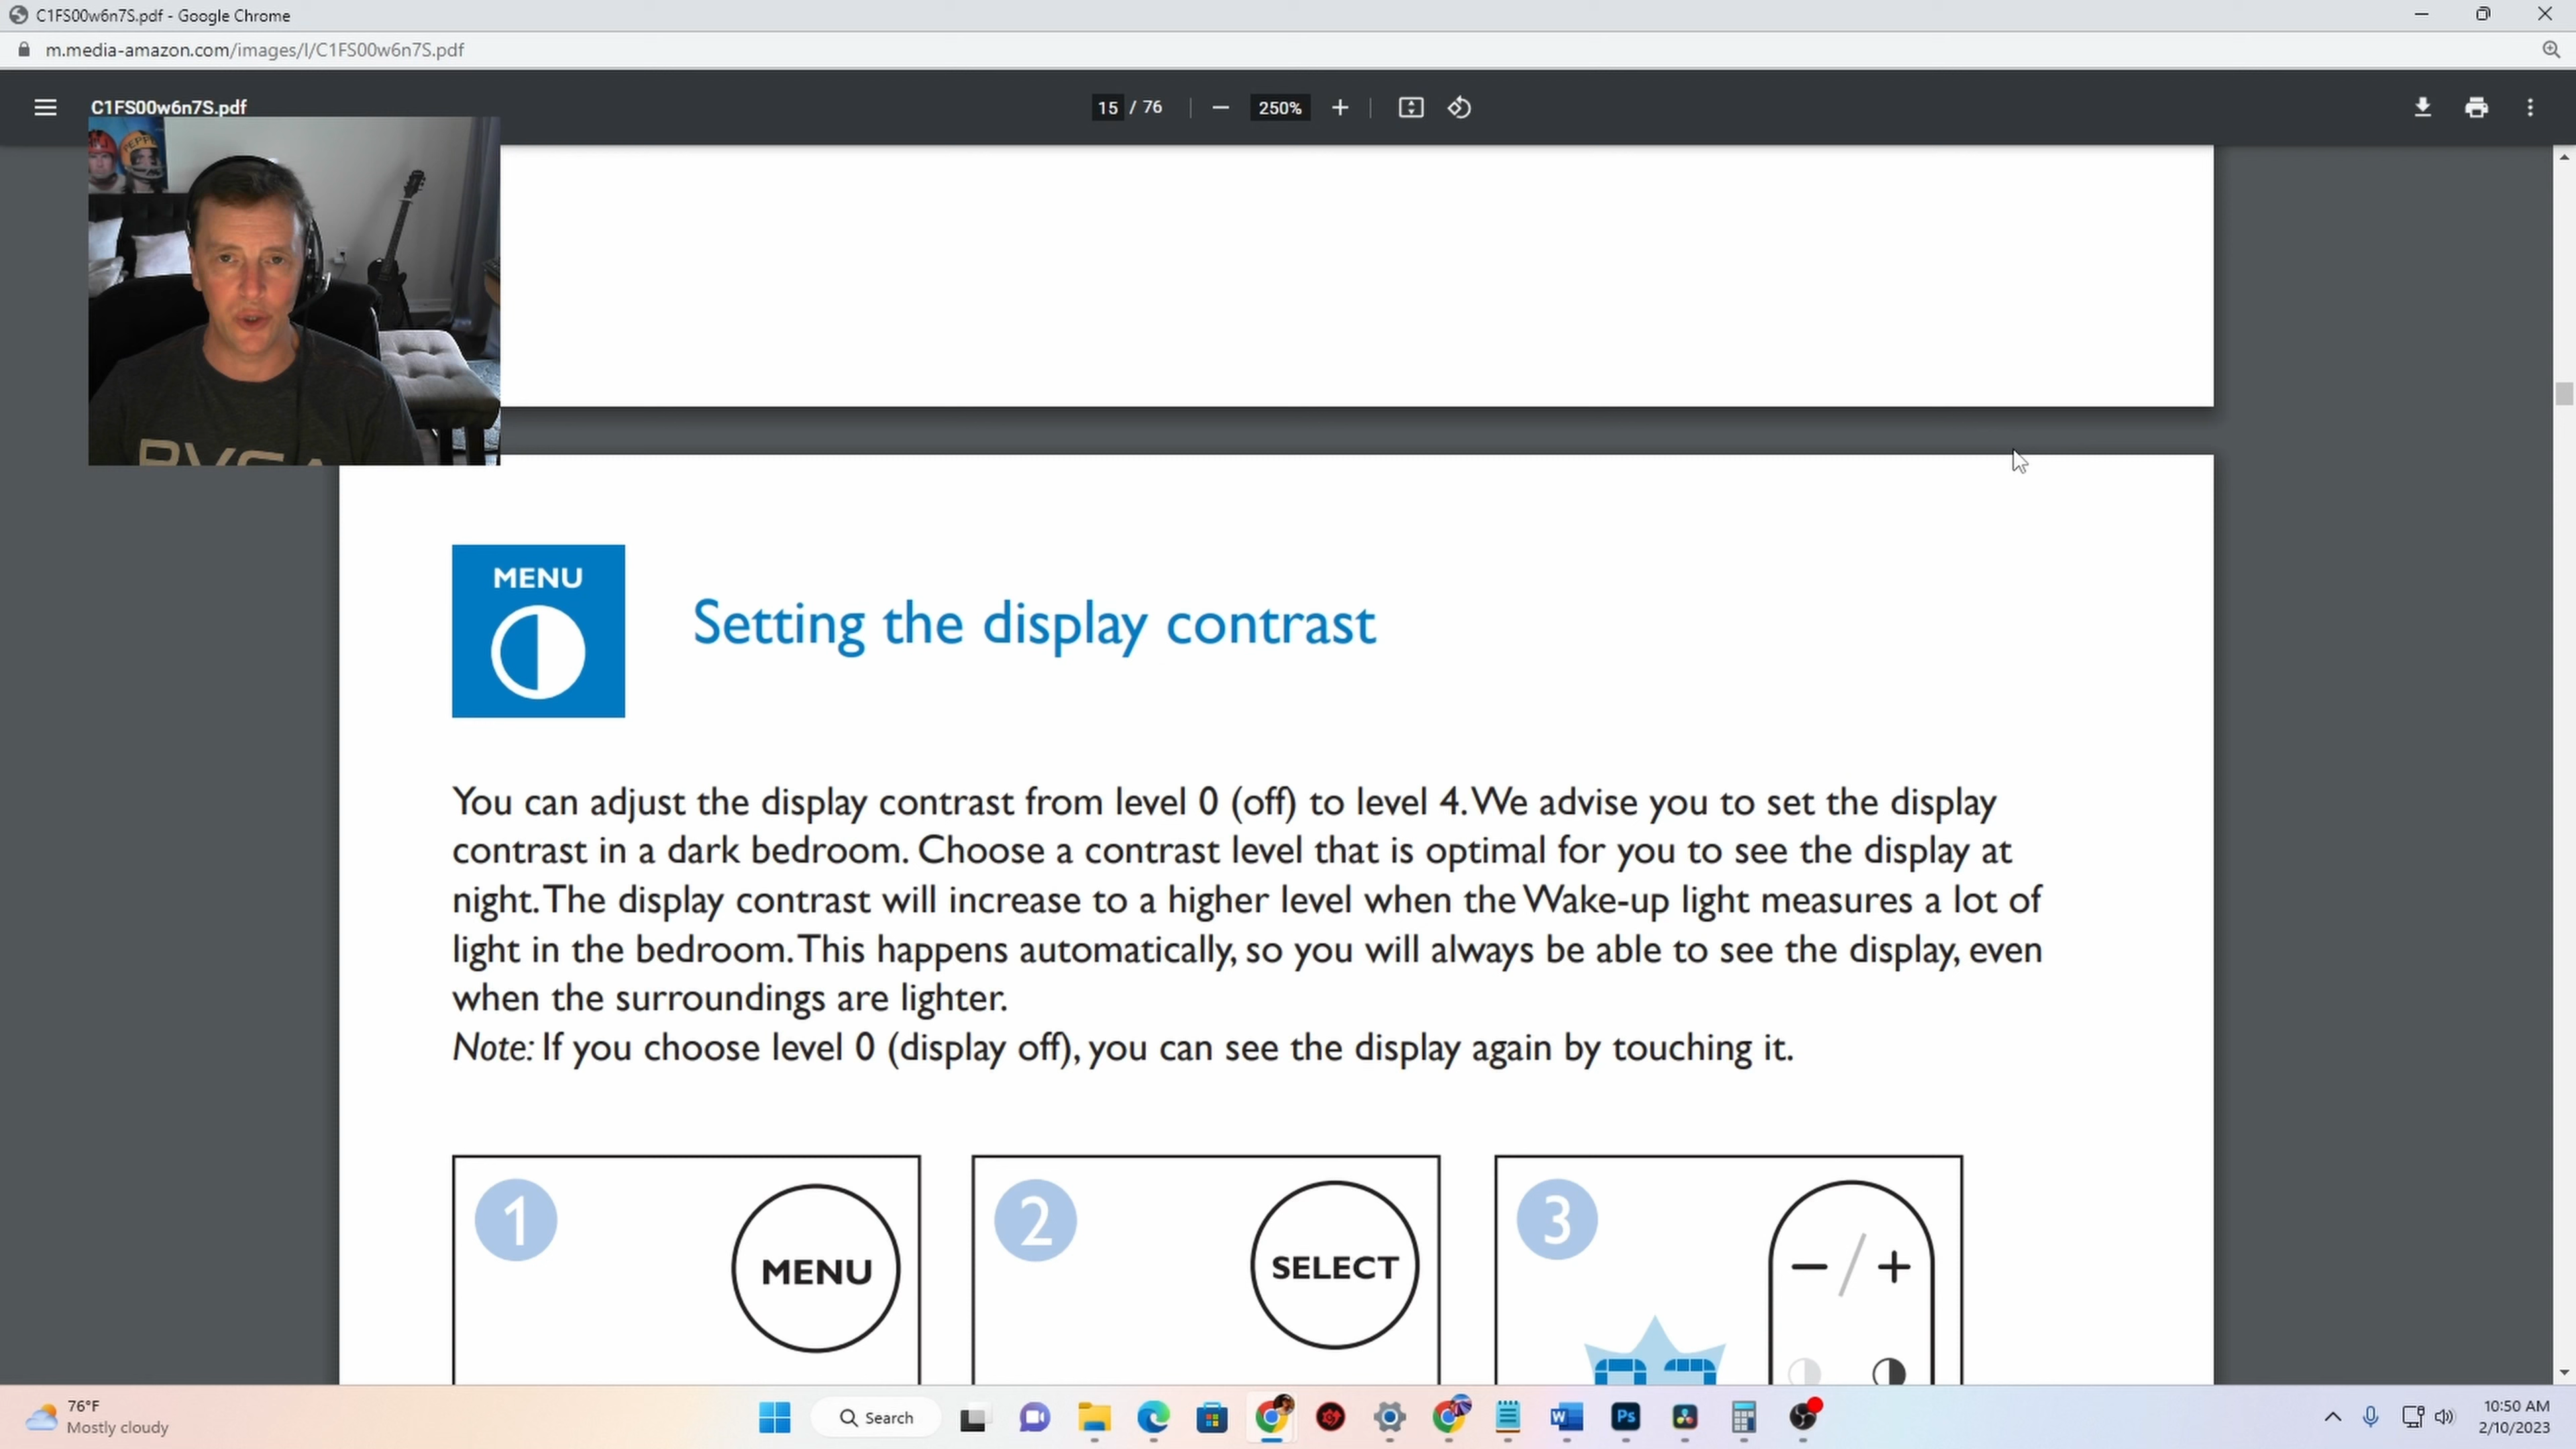 C1FS00w6n7S.pdf - Google Chrome
m.media-amazon.com/images/I/C1FS00w6n7S.pdf
C1FS00w6n7S.pdf
15 / 76
250%
PEPP
RVCA
MENU
Setting the display contrast
You can adjust the display contrast from level 0 (off) to level 4. We advise you to set the display
contrast in a dark bedroom. Choose a contrast level that is optimal for you to see the display at
night. The display contrast will increase to a higher level when the Wake-up light measures a lot of
light in the bedroom. This happens automatically, so you will always be able to see the display, even
when the surroundings are lighter.
Note: If you choose level 0 (display off), you can see the display again by touching it.
1
MENU
2
SELECT
3
− / +
76°F
Mostly cloudy
Search
W
Ps
10:50 AM
2/10/2023